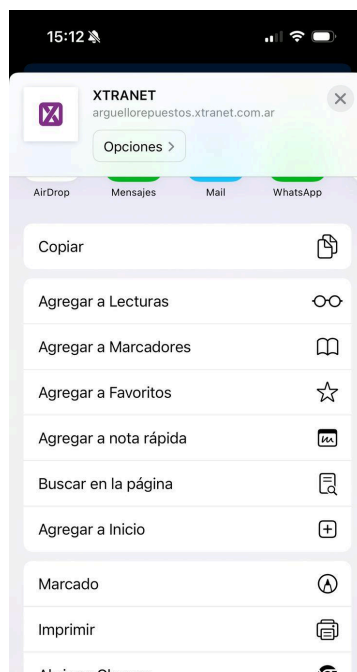 15:12
XTRANET
arguellorepuestos.xtranet.com.ar
Opciones >
AirDrop Mensajes Mail WhatsApp
Copiar
Agregar a Lecturas
Agregar a Marcadores
Agregar a Favoritos
Agregar a nota rápida
Buscar en la página
Agregar a Inicio
Marcado
Imprimir